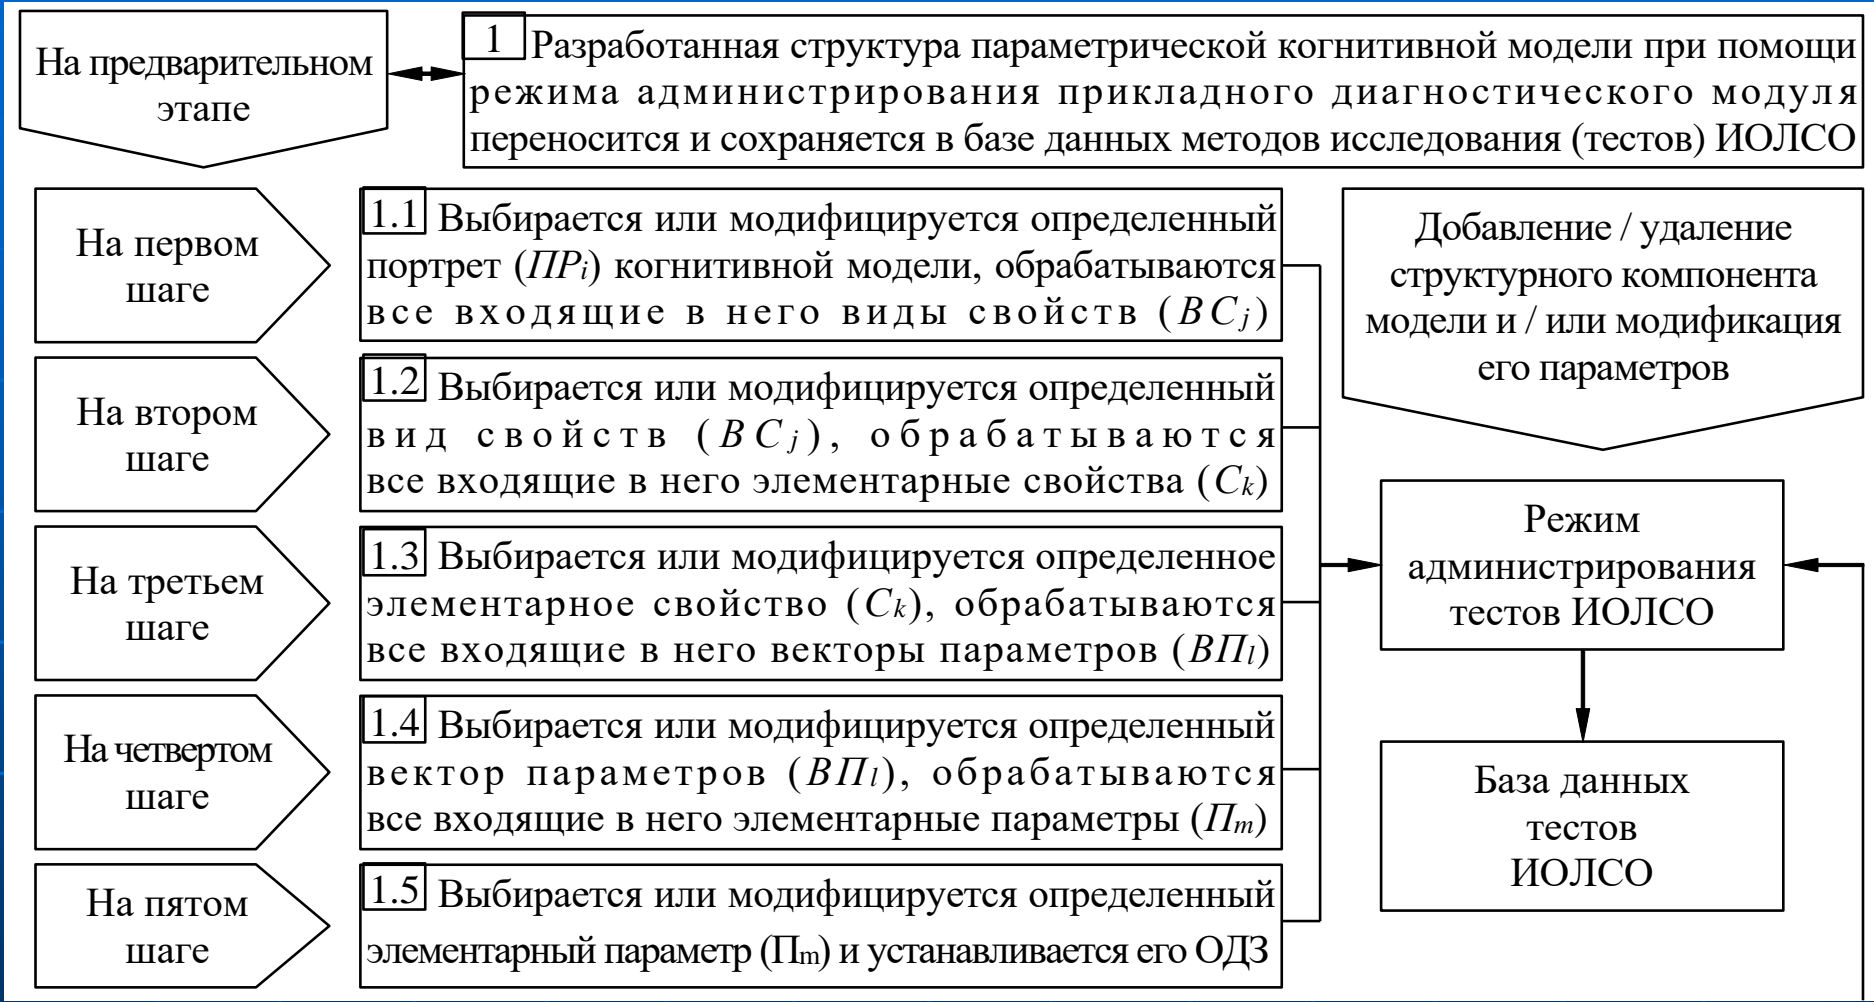 На предварительном
этапе
1 Разработанная структура параметрической когнитивной модели при помощи
режима администрирования прикладного диагностического модуля
переносится и сохраняется в базе данных методов исследования (тестов) ИОЛСО
На первом
шаге
1.1 Выбирается или модифицируется определенный
портрет (ПРi) когнитивной модели, обрабатываются
все входящие в него виды свойств (ВСj)
На втором
шаге
1.2 Выбирается или модифицируется определенный
вид свойств (ВСj), обрабатываются
все входящие в него элементарные свойства (Сk)
На третьем
шаге
1.3 Выбирается или модифицируется определенное
элементарное свойство (Сk), обрабатываются
все входящие в него векторы параметров (ВПl)
На четвертом
шаге
1.4 Выбирается или модифицируется определенный
вектор параметров (ВПl), обрабатываются
все входящие в него элементарные параметры (Пm)
На пятом
шаге
1.5 Выбирается или модифицируется определенный
элементарный параметр (Пm) и устанавливается его ОДЗ
Добавление / удаление
структурного компонента
модели и / или модификация
его параметров
Режим
администрирования
тестов ИОЛСО
База данных
тестов
ИОЛСО